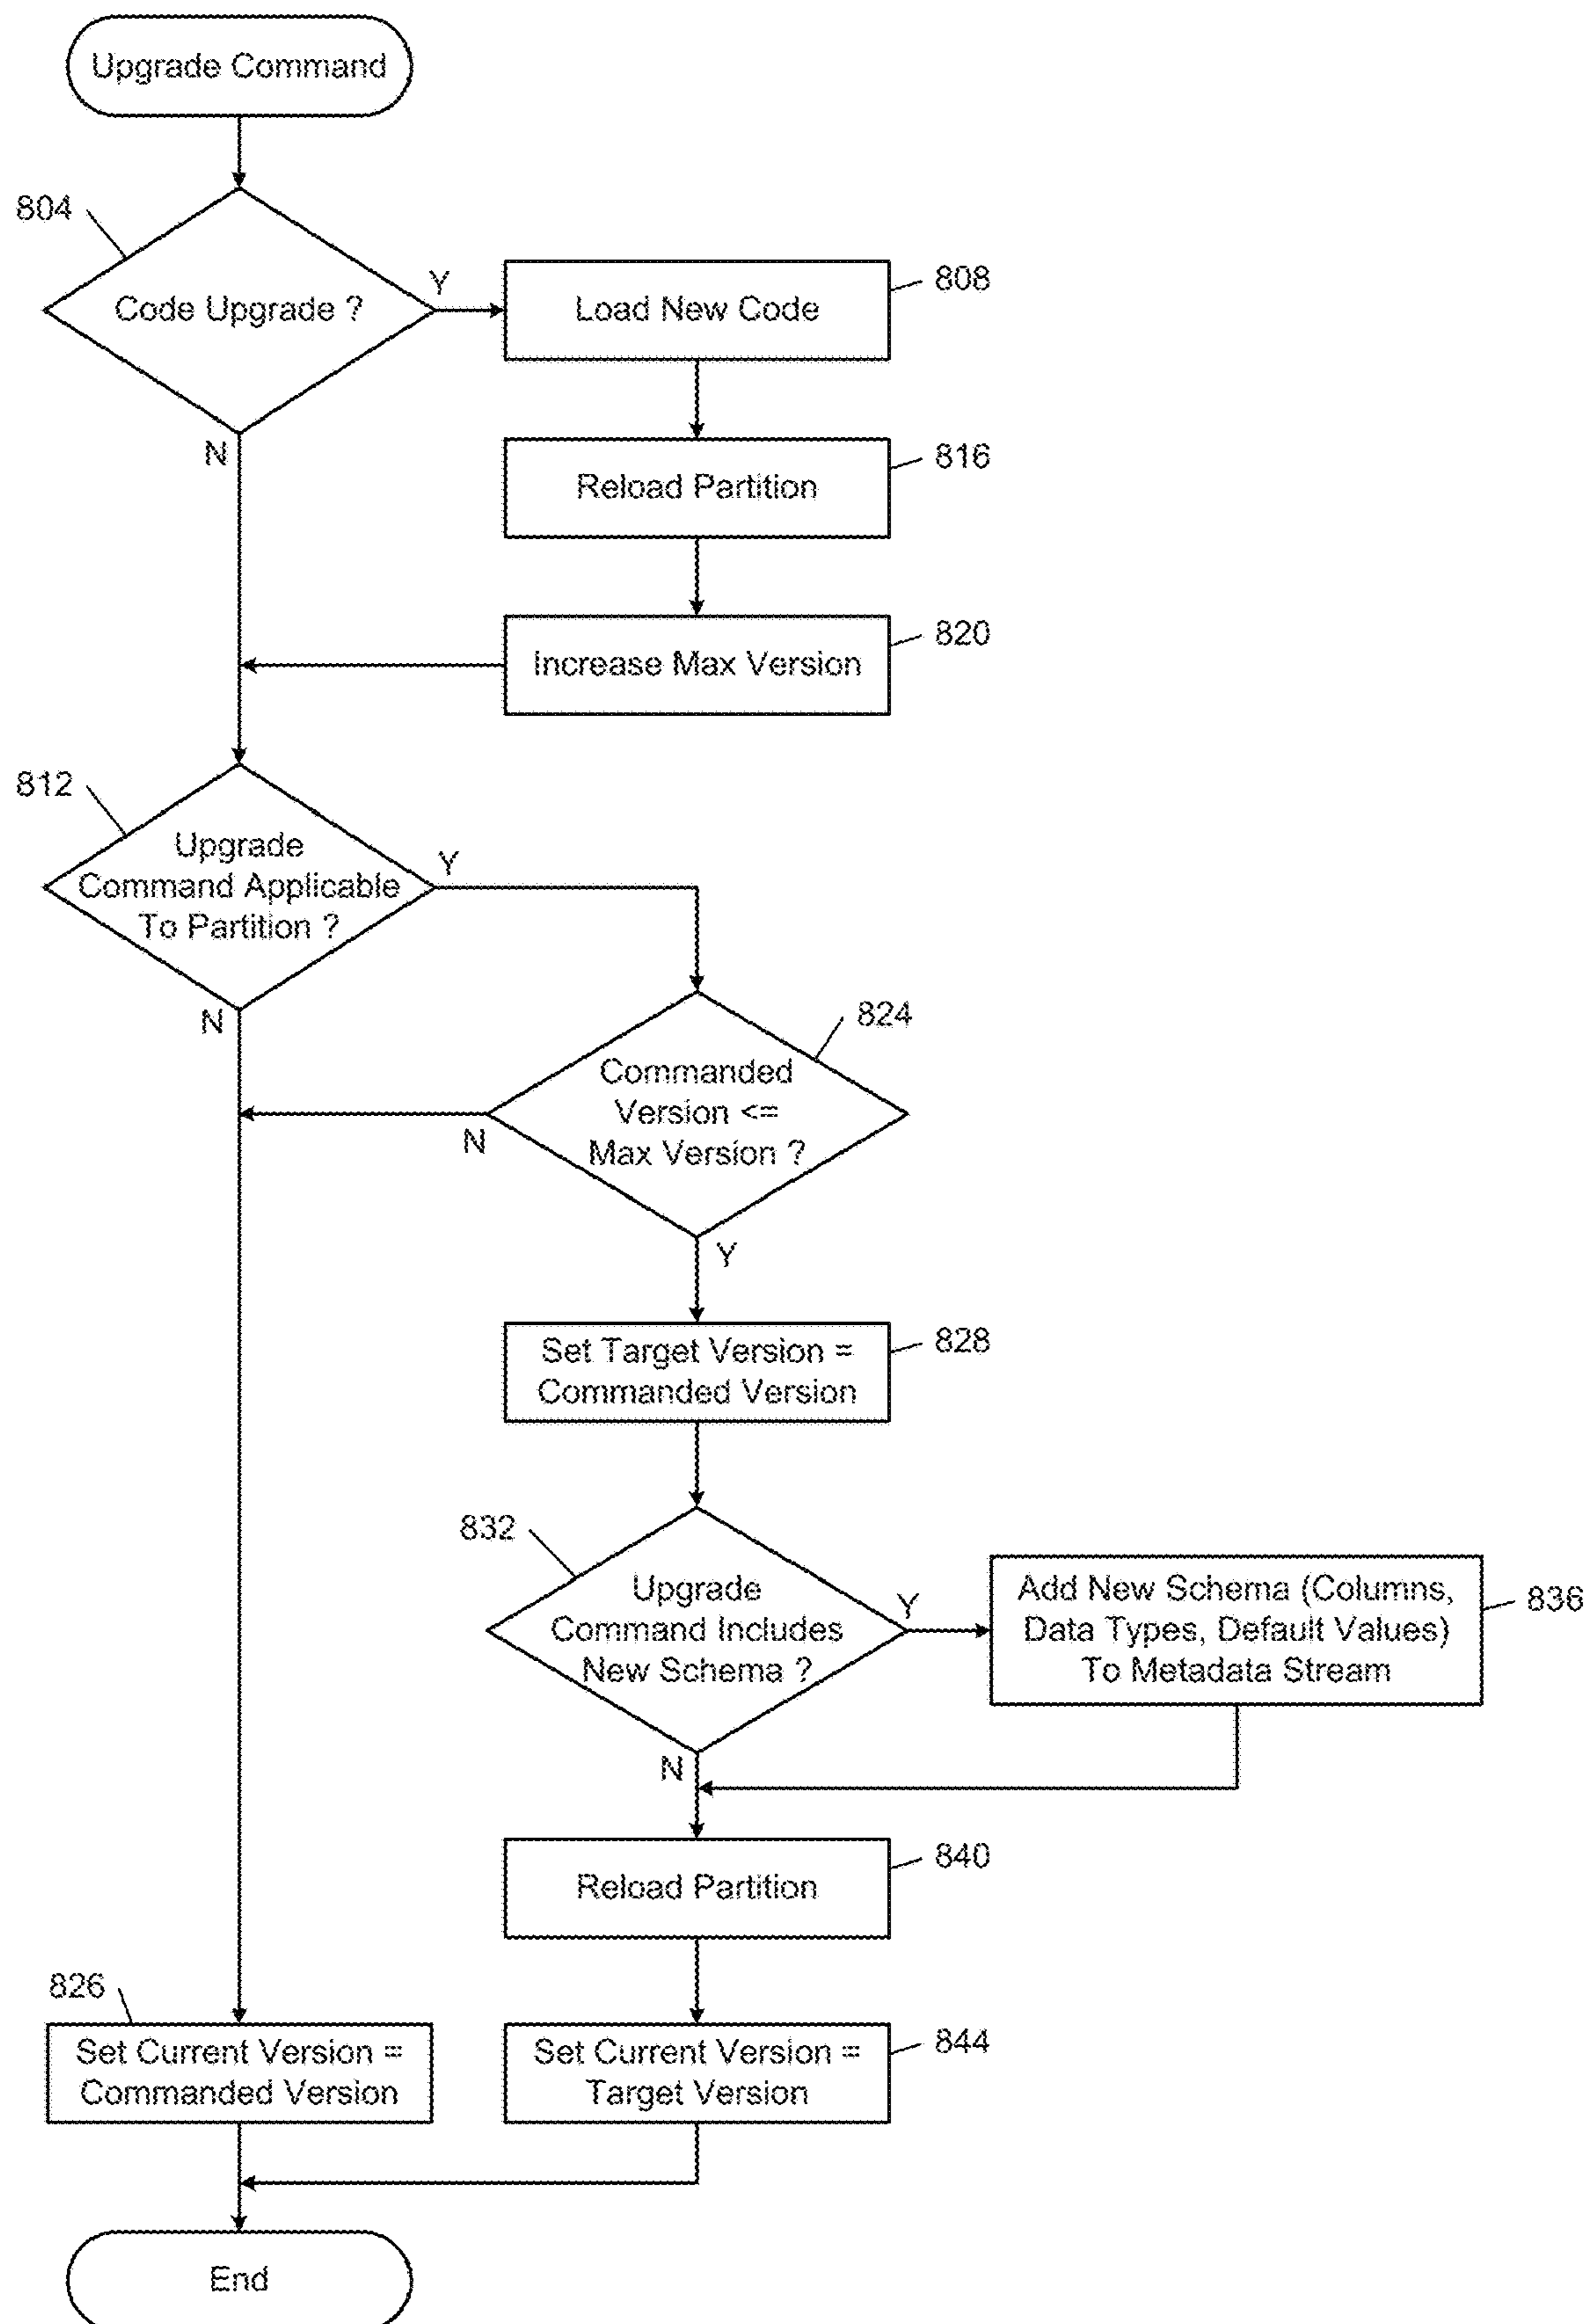 Upgrade Command
804
Code Upgrade ?
Y
N
Load New Code
808
Reload Partition
816
Increase Max Version
820
812
Upgrade
Command Applicable
To Partition ?
Y
N
824
Commanded
Version <=
Max Version ?
N
Y
Set Target Version =
Commanded Version
828
832
Upgrade
Command Includes
New Schema ?
Y
N
Add New Schema (Columns,
Data Types, Default Values)
To Metadata Stream
836
Reload Partition
840
826
Set Current Version =
Commanded Version
Set Current Version =
Target Version
844
End